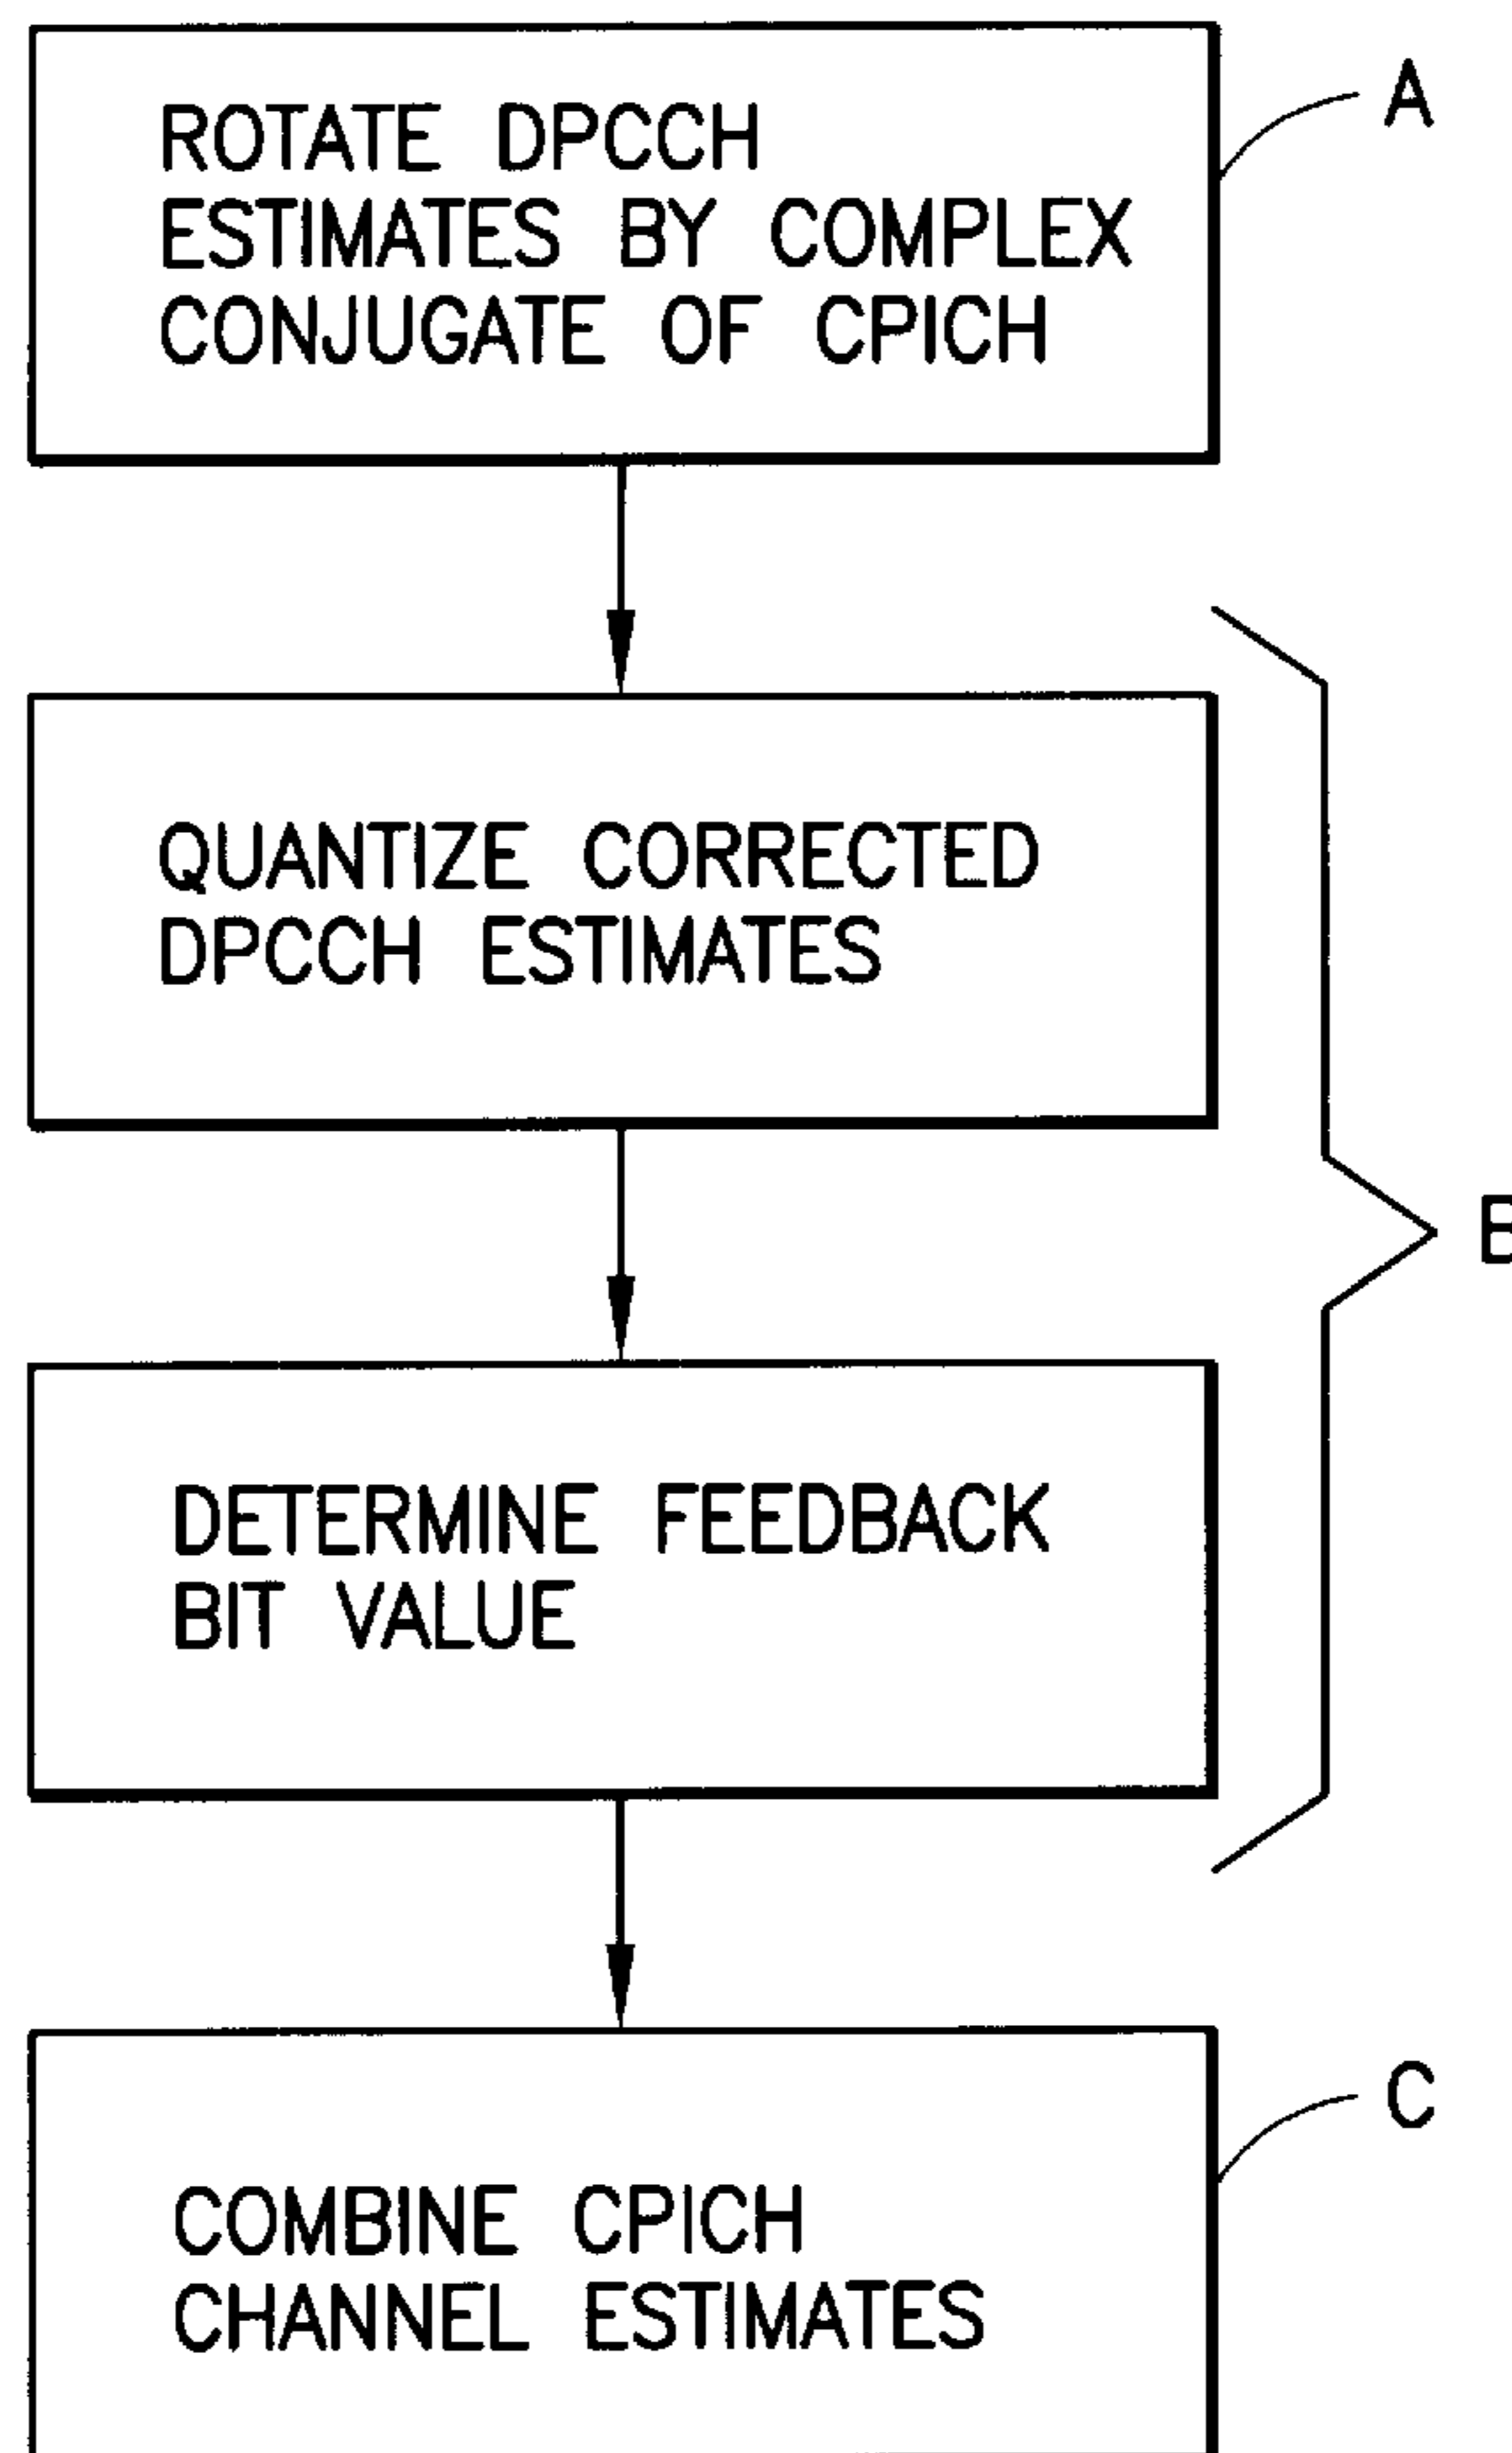 ROTATE DPCCH
ESTIMATES BY COMPLEX
CONJUGATE OF CPICH
A
QUANTIZE CORRECTED
DPCCH ESTIMATES
B
DETERMINE FEEDBACK
BIT VALUE
COMBINE CPICH
CHANNEL ESTIMATES
C